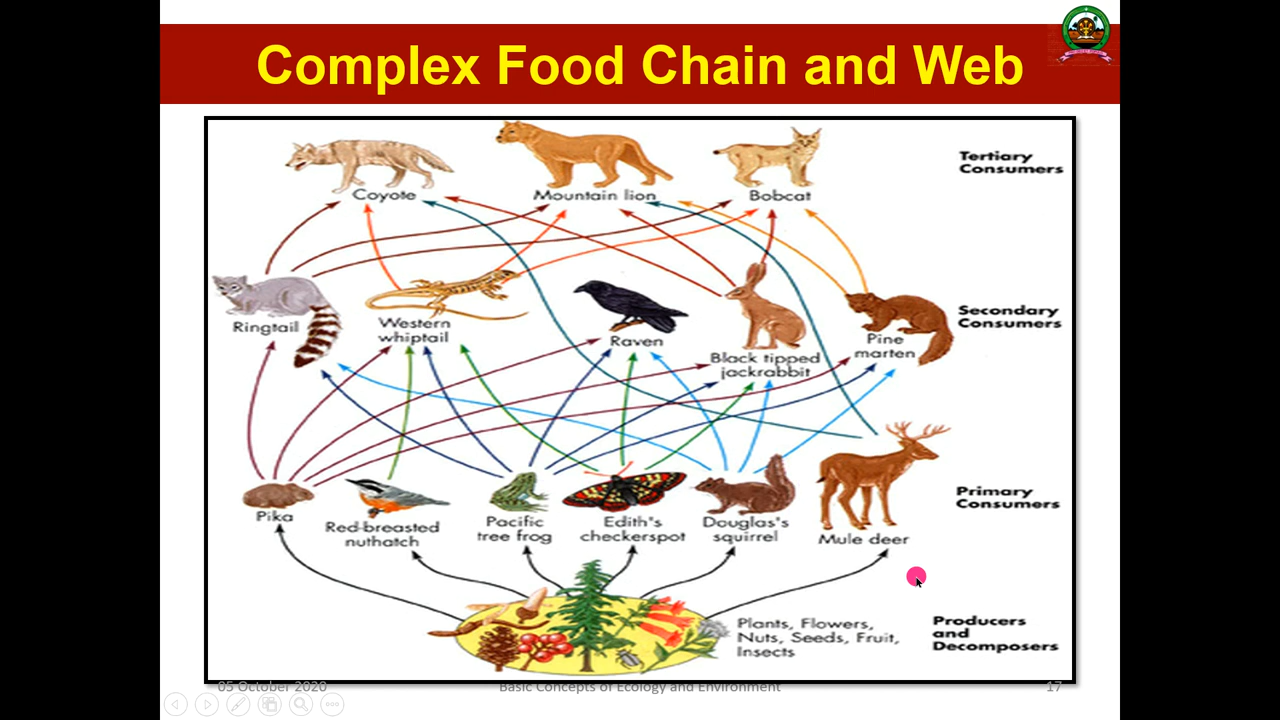 Complex Food Chain and Web
Tertiary
Consumers
Coyote
Mountain lion
Bobcat
Secondary
Consumers
Ringtail
Western
whiptail
Raven
Black tipped
jackrabbit
Pine
marten
Primary
Consumers
Pika
Red-breasted
nuthatch
Pacific
tree frog
Edith's
checkerspot
Douglas's
squirrel
Mule deer
Plants, Flowers,
Nuts, Seeds, Fruit,
Insects
Producers
and
Decomposers
05 October 2020
Basic Concepts of Ecology and Environment
17